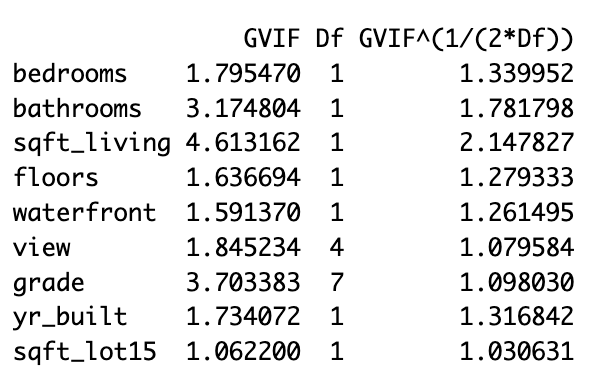 GVIF Df GVIF^(1/(2*Df))
bedrooms 1.795470 1 1.339952
bathrooms 3.174804 1 1.781798
sqft_living 4.613162 1 2.147827
floors 1.636694 1 1.279333
waterfront 1.591370 1 1.261495
view 1.845234 4 1.079584
grade 3.703383 7 1.098030
yr_built 1.734072 1 1.316842
sqft_lot15 1.062200 1 1.030631